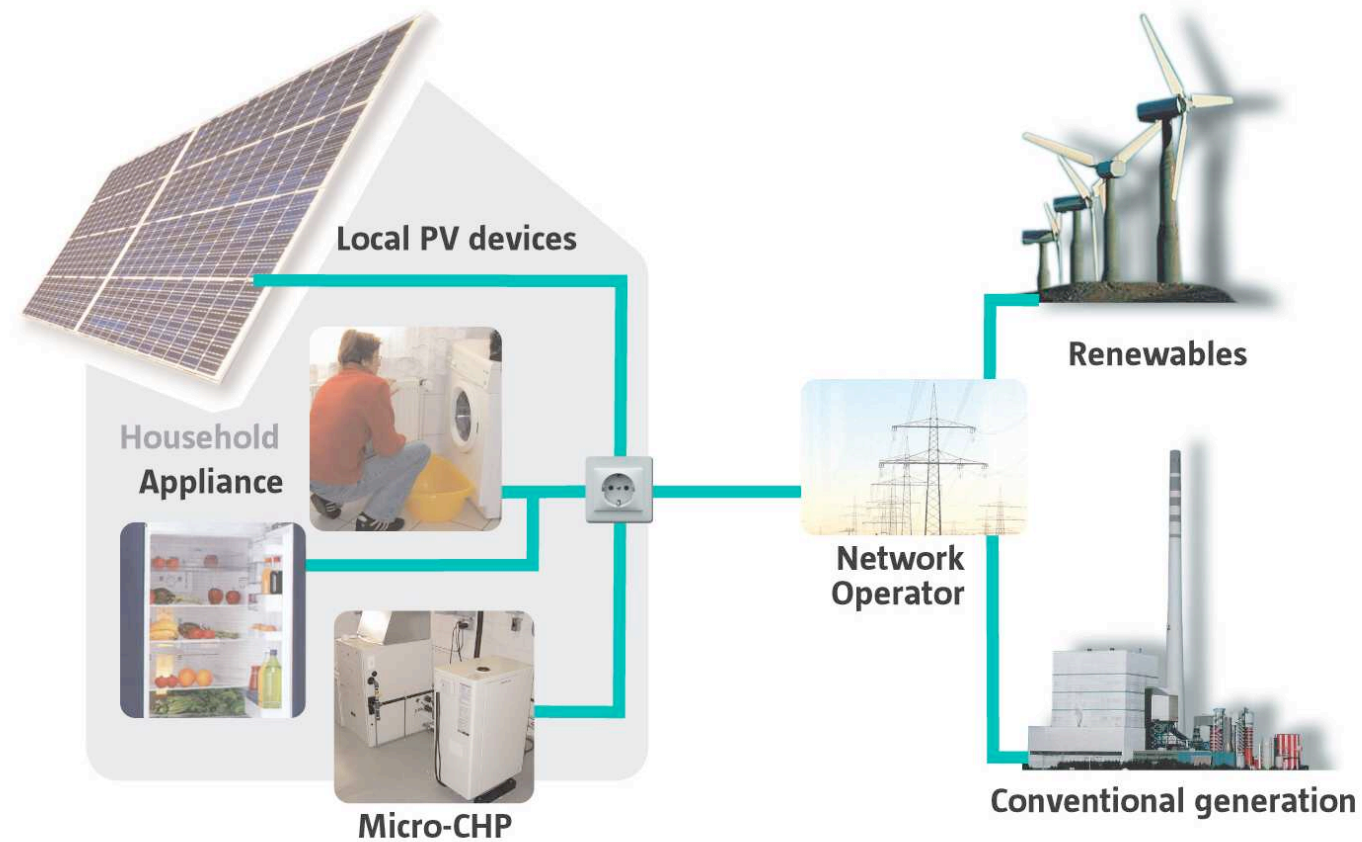 Local PV devices
Household
Appliance
Micro-CHP
Network
Operator
Renewables
Conventional generation